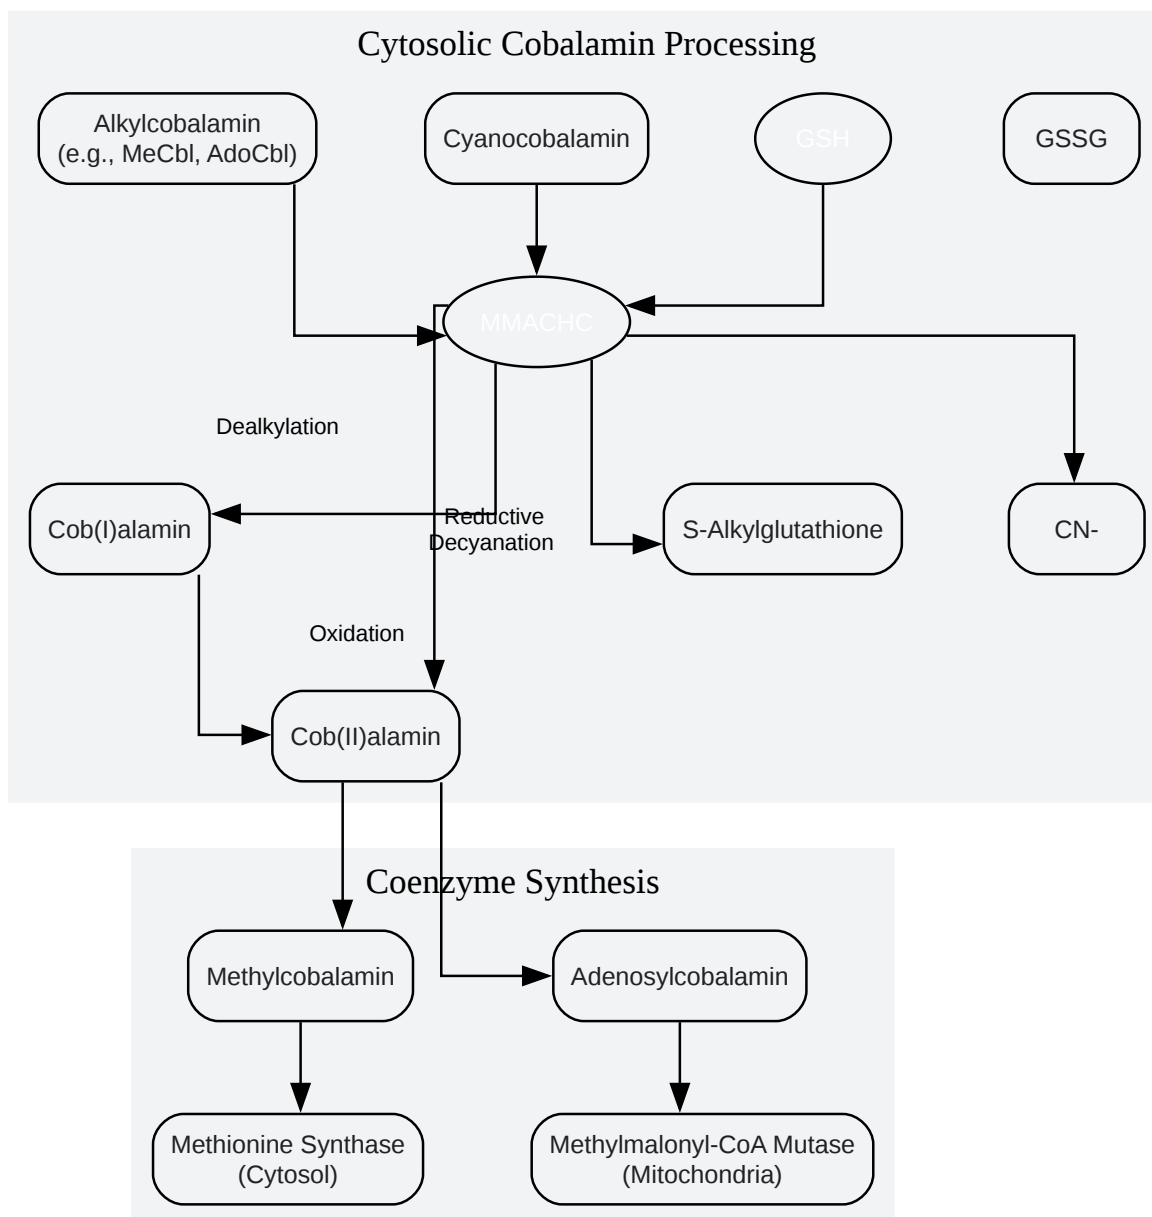 Cytosolic Cobalamin Processing
Alkylcobalamin
(e.g., MeCbl, AdoCbl)
Cyanocobalamin
GSH
GSSG
MMACHC
Dealkylation
Cob(I)alamin
Reductive
Decyanation
S-Alkylglutathione
CN-
Oxidation
Cob(II)alamin
Coenzyme Synthesis
Methylcobalamin
Adenosylcobalamin
Methionine Synthase
(Cytosol)
Methylmalonyl-CoA Mutase
(Mitochondria)